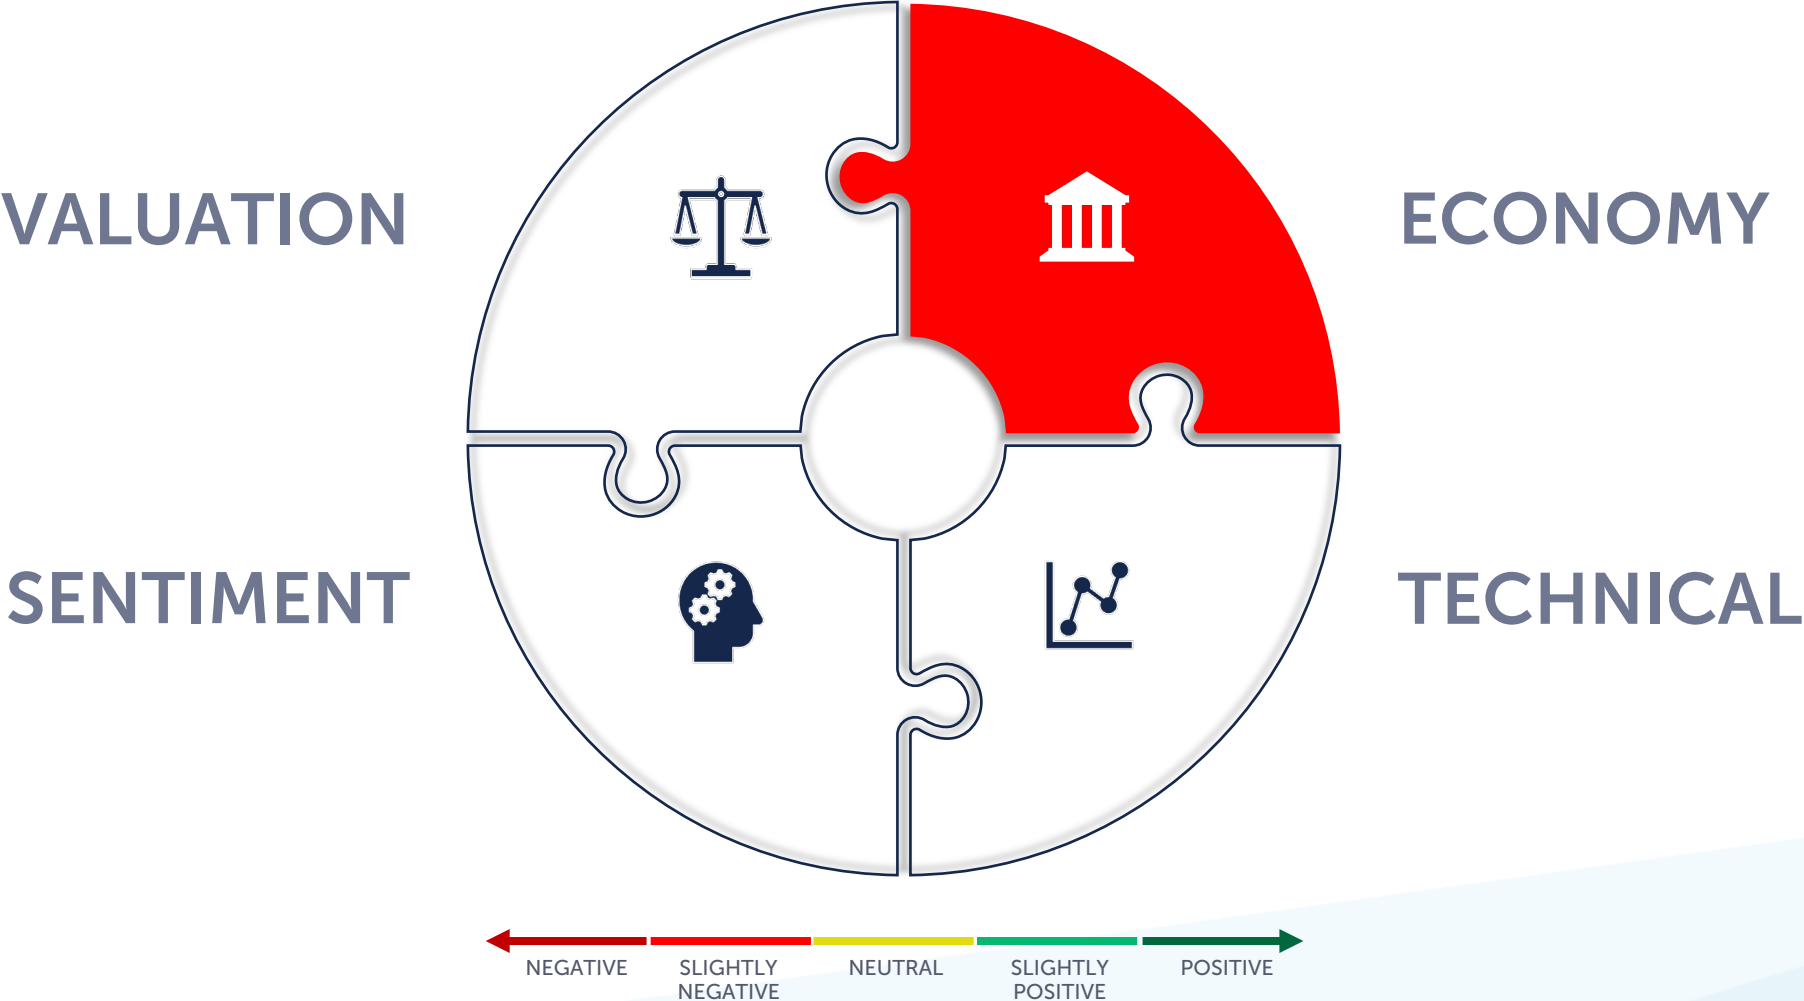 VALUATION
ECONOMY
SENTIMENT
TECHNICAL
NEGATIVE
SLIGHTLY
NEGATIVE
NEUTRAL
SLIGHTLY
POSITIVE
POSITIVE